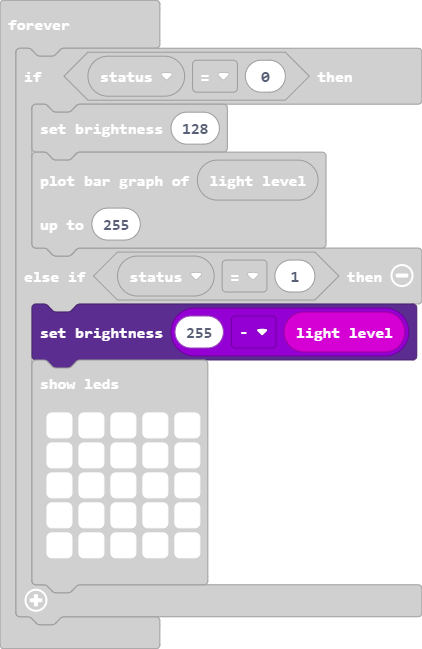 forever
if status = 0 then
set brightness 128
plot bar graph of light level
up to 255
else if status = 1 then
set brightness 255 - light level
show leds